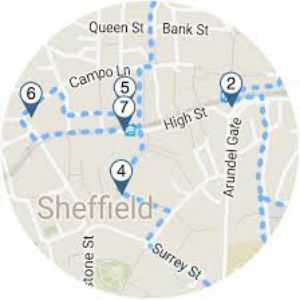 Queen St
Bank St
Campo Ln
5
2
6
7
High St
Arundel Gate
4
Sheffield
Surrey St
stone St